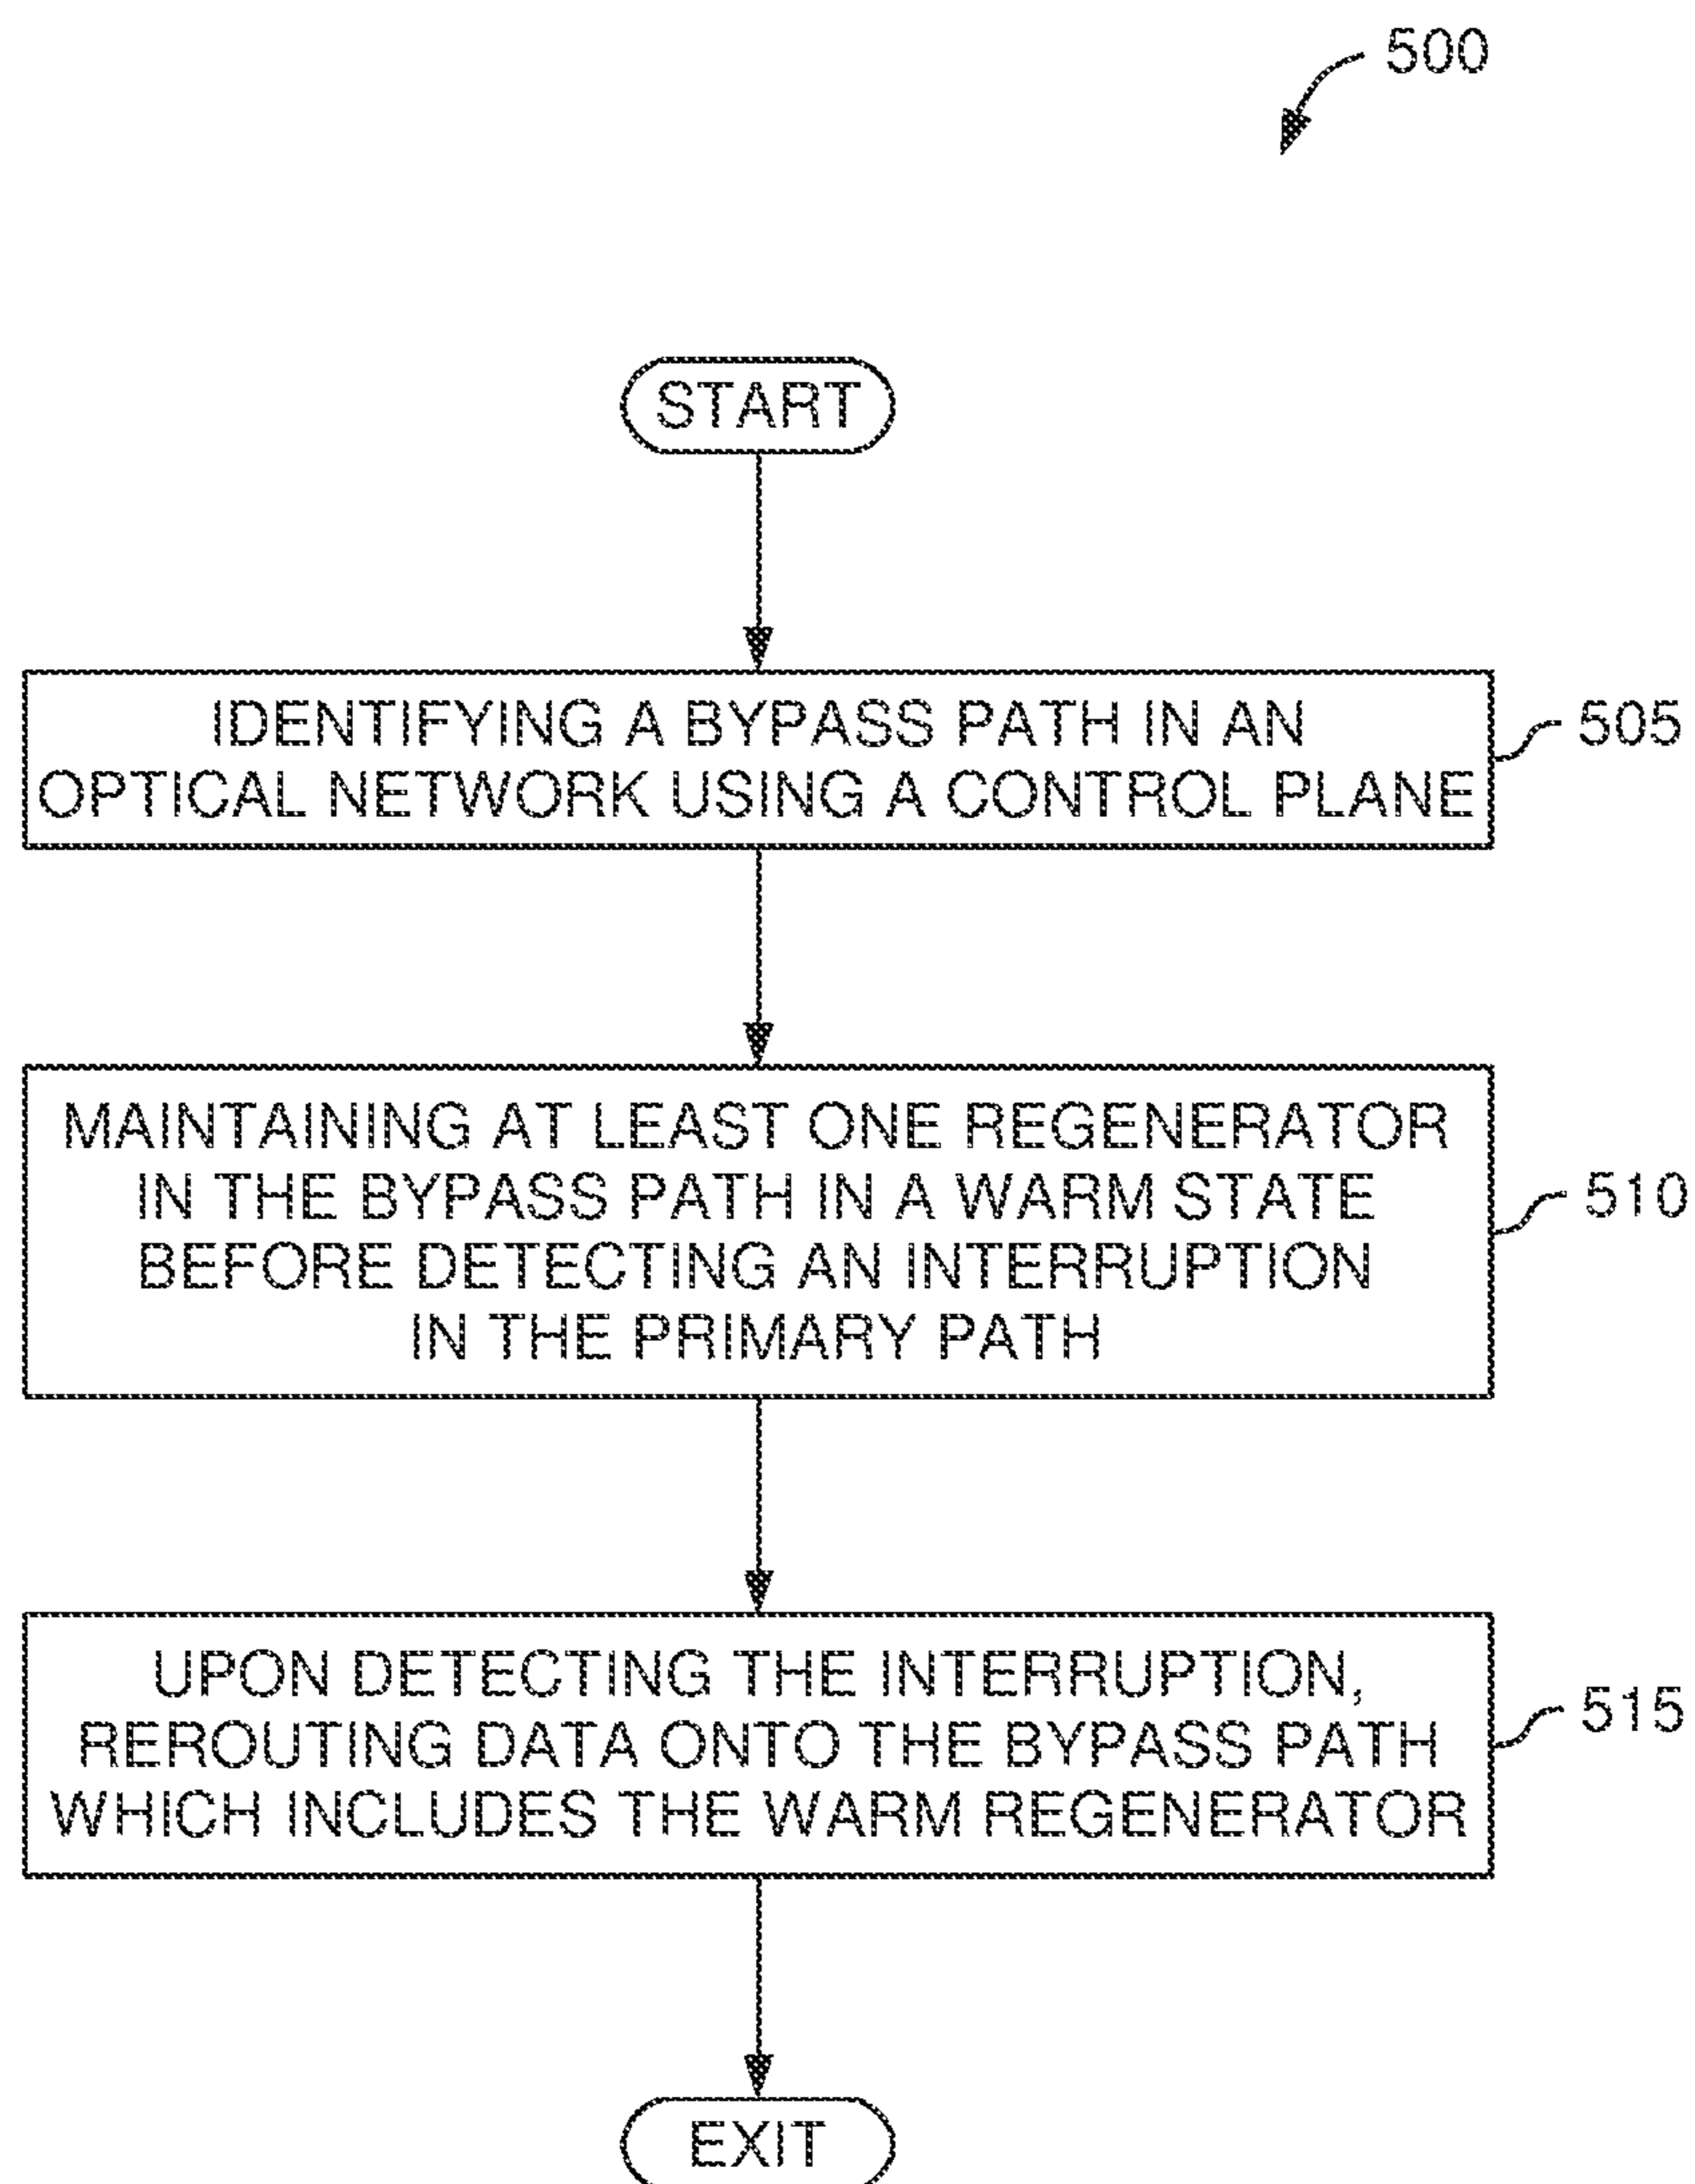 500
START
IDENTIFYING A BYPASS PATH IN AN
OPTICAL NETWORK USING A CONTROL PLANE
505
MAINTAINING AT LEAST ONE REGENERATOR
IN THE BYPASS PATH IN A WARM STATE
BEFORE DETECTING AN INTERRUPTION
IN THE PRIMARY PATH
510
UPON DETECTING THE INTERRUPTION,
REROUTING DATA ONTO THE BYPASS PATH
WHICH INCLUDES THE WARM REGENERATOR
515
EXIT